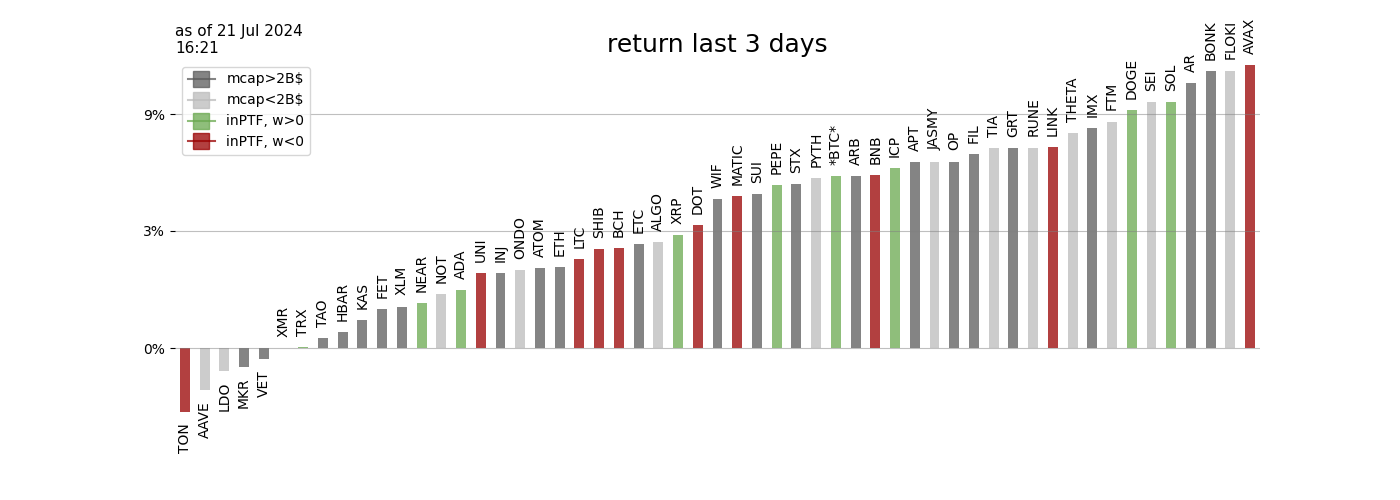 as of 21 Jul 2024
16:21
return last 3 days
mcap>2B$
mcap<2B$
inPTF, w>0
inPTF, w<0
9%
3%
0%
TON
AAVE
LDO
MKR
VET
XMR
TRX
TAO
HBAR
KAS
FET
XLM
NEAR
NOT
ADA
UNI
INJ
ONDO
ATOM
ETH
LTC
SHIB
BCH
ETC
ALGO
XRP
DOT
WIF
MATIC
SUI
PEPE
STX
PYTH
*BTC*
ARB
BNB
ICP
APT
JASMY
OP
FIL
TIA
GRT
RUNE
LINK
THETA
IMX
FTM
DOGE
SEI
SOL
AR
BONK
FLOKI
AVAX